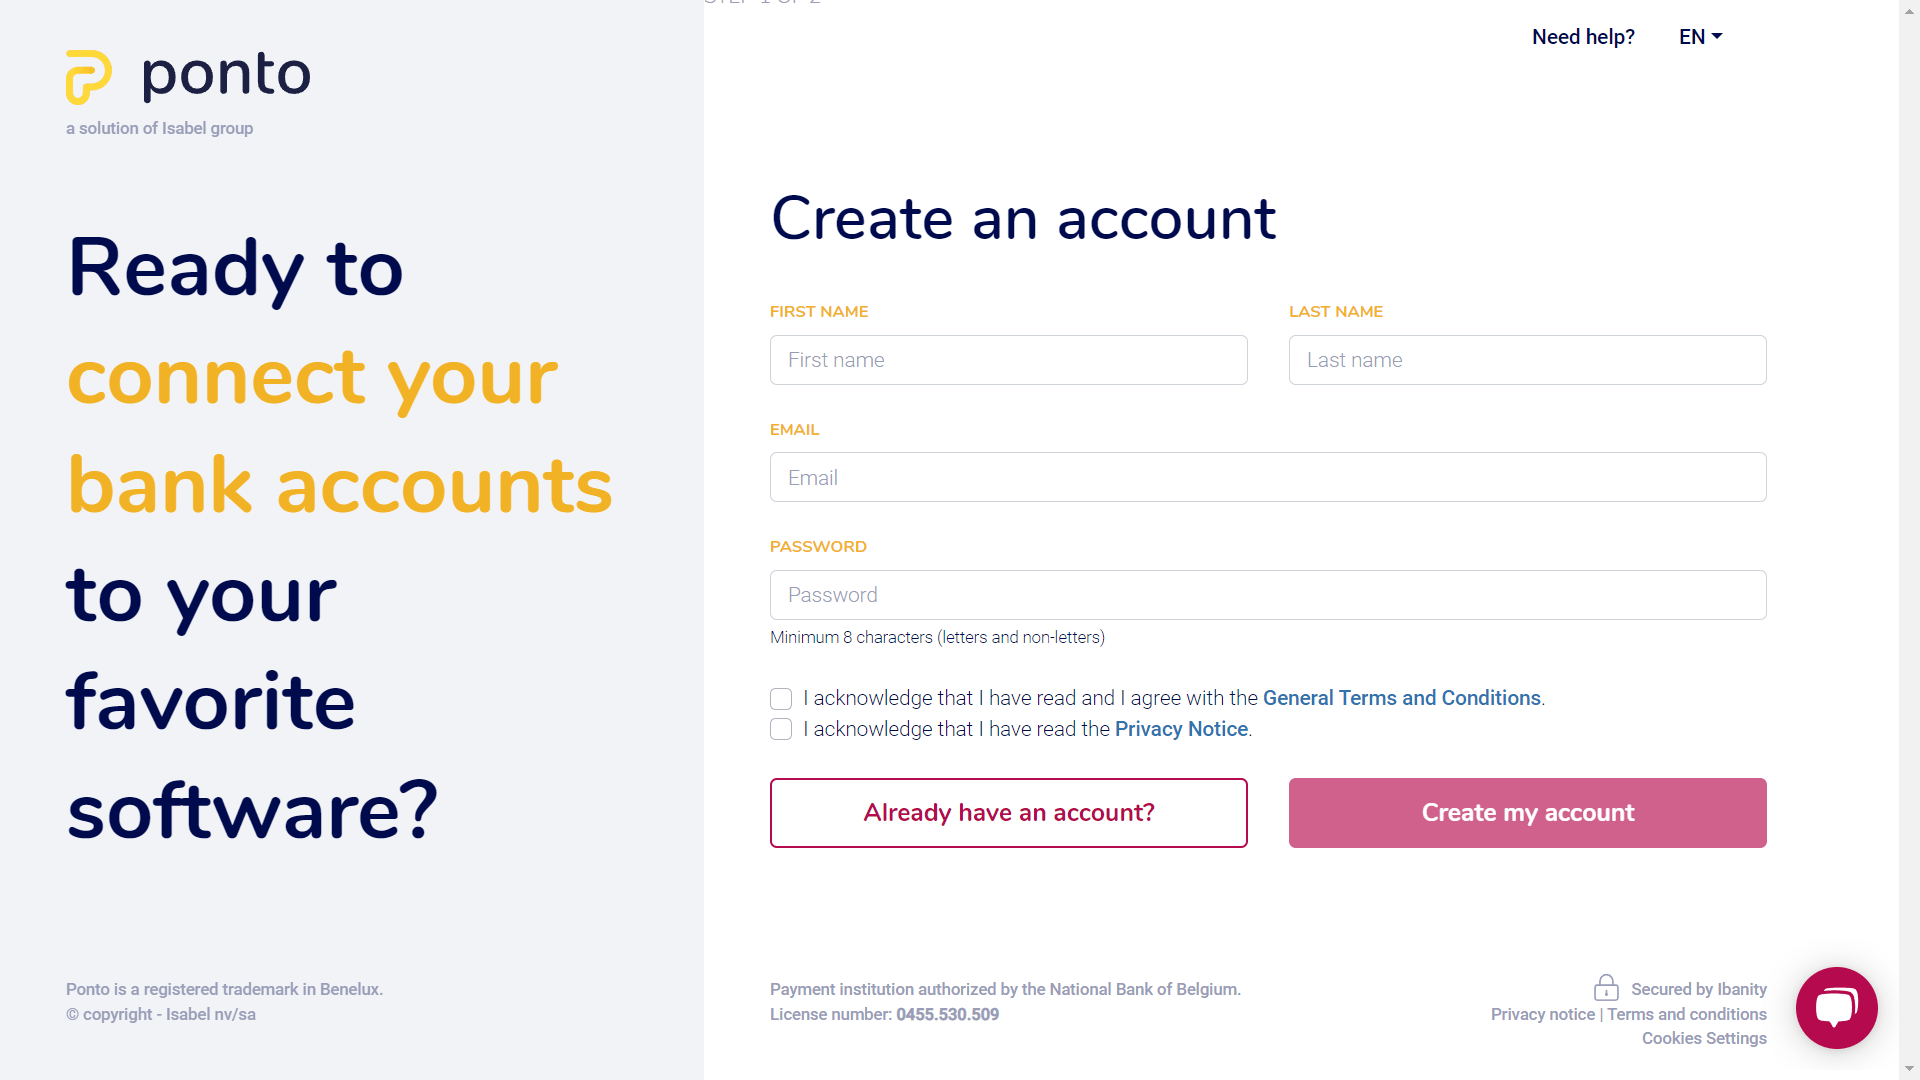 STEP 1 OF 2
Need help?
EN
ponto
a solution of Isabel group
Ready to
connect your
bank accounts
to your
favorite
software?
Create an account
FIRST NAME
LAST NAME
First name
Last name
EMAIL
Email
PASSWORD
Password
Minimum 8 characters (letters and non-letters)
I acknowledge that I have read and I agree with the General Terms and Conditions.
I acknowledge that I have read the Privacy Notice.
Already have an account?
Create my account
Ponto is a registered trademark in Benelux.
© copyright - Isabel nv/sa
Payment institution authorized by the National Bank of Belgium.
License number: 0455.530.509
Secured by Ibanity
Privacy notice | Terms and conditions
Cookies Settings